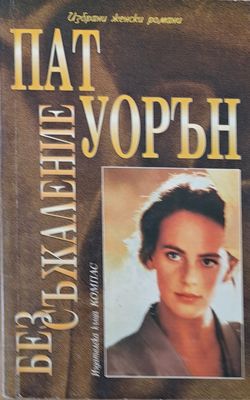 Избрани женски романи
ПАТ
УОРЪН
БЕЗ
СЪЖАЛЕНИЕ
Издателска къща КОМПАС